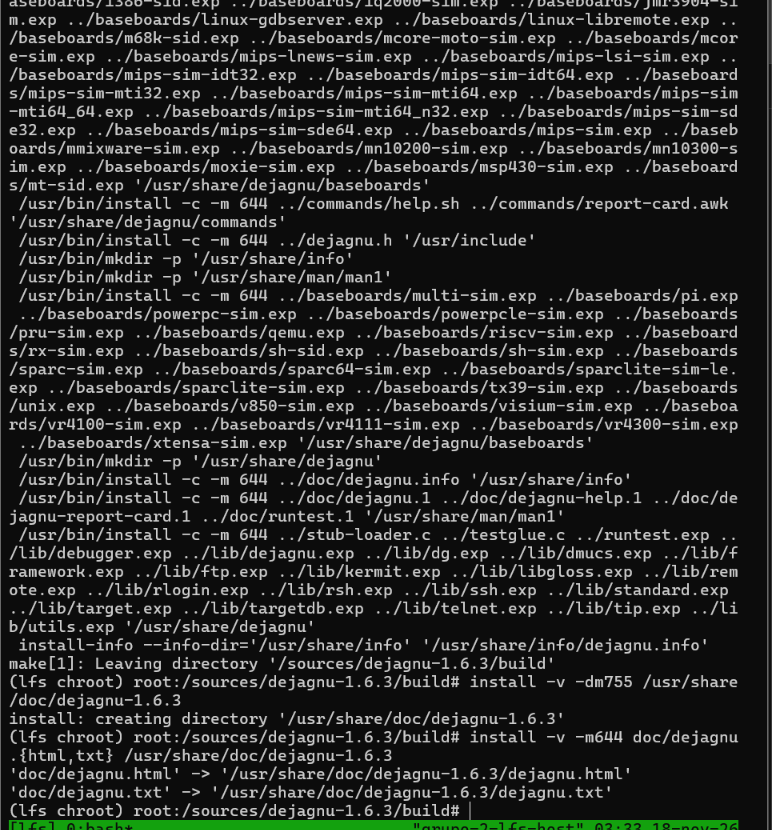 aseboards/i386-sid.exp ../baseboards/iq2000-sim.exp ../baseboards/jmr3904-si
m.exp ../baseboards/linux-gdbserver.exp ../baseboards/linux-libremote.exp ..
/baseboards/m68k-sid.exp ../baseboards/mcore-moto-sim.exp ../baseboards/mcor
e-sim.exp ../baseboards/mips-lnews-sim.exp ../baseboards/mips-lsi-sim.exp ..
/baseboards/mips-sim-idt32.exp ../baseboards/mips-sim-idt64.exp ../baseboard
s/mips-sim-mti32.exp ../baseboards/mips-sim-mti64.exp ../baseboards/mips-sim
-mti64_64.exp ../baseboards/mips-sim-mti64_n32.exp ../baseboards/mips-sim-sd
e32.exp ../baseboards/mips-sim-sde64.exp ../baseboards/mips-sim.exp ../baseb
oards/mmixware-sim.exp ../baseboards/mn10200-sim.exp ../baseboards/mn10300-s
im.exp ../baseboards/moxie-sim.exp ../baseboards/msp430-sim.exp ../baseboard
s/mt-sid.exp '/usr/share/dejagnu/baseboards'
 /usr/bin/install -c -m 644 ../commands/help.sh ../commands/report-card.awk
'/usr/share/dejagnu/commands'
 /usr/bin/install -c -m 644 ../dejagnu.h '/usr/include'
 /usr/bin/mkdir -p '/usr/share/info'
 /usr/bin/mkdir -p '/usr/share/man/man1'
 /usr/bin/install -c -m 644 ../baseboards/multi-sim.exp ../baseboards/pi.exp
 ../baseboards/powerpc-sim.exp ../baseboards/powerpcle-sim.exp ../baseboards
/pru-sim.exp ../baseboards/qemu.exp ../baseboards/riscv-sim.exp ../baseboard
s/rx-sim.exp ../baseboards/sh-sid.exp ../baseboards/sh-sim.exp ../baseboards
/sparc-sim.exp ../baseboards/sparc64-sim.exp ../baseboards/sparclite-sim-le.
exp ../baseboards/sparclite-sim.exp ../baseboards/tx39-sim.exp ../baseboards
/unix.exp ../baseboards/v850-sim.exp ../baseboards/visium-sim.exp ../baseboa
rds/vr4100-sim.exp ../baseboards/vr4111-sim.exp ../baseboards/vr4300-sim.exp
 ../baseboards/xtensa-sim.exp '/usr/share/dejagnu/baseboards'
 /usr/bin/mkdir -p '/usr/share/dejagnu'
 /usr/bin/install -c -m 644 ../doc/dejagnu.info '/usr/share/info'
 /usr/bin/install -c -m 644 ../doc/dejagnu.1 ../doc/dejagnu-help.1 ../doc/de
jagnu-report-card.1 ../doc/runtest.1 '/usr/share/man/man1'
 /usr/bin/install -c -m 644 ../stub-loader.c ../testglue.c ../runtest.exp ..
/lib/debugger.exp ../lib/dejagnu.exp ../lib/dg.exp ../lib/dmucs.exp ../lib/f
ramework.exp ../lib/ftp.exp ../lib/kermit.exp ../lib/libgloss.exp ../lib/rem
ote.exp ../lib/rlogin.exp ../lib/rsh.exp ../lib/ssh.exp ../lib/standard.exp
../lib/target.exp ../lib/targetdb.exp ../lib/telnet.exp ../lib/tip.exp ../li
b/utils.exp '/usr/share/dejagnu'
 install-info --info-dir='/usr/share/info' '/usr/share/info/dejagnu.info'
make[1]: Leaving directory '/sources/dejagnu-1.6.3/build'
(lfs chroot) root:/sources/dejagnu-1.6.3/build# install -v -dm755 /usr/share
/doc/dejagnu-1.6.3
install: creating directory '/usr/share/doc/dejagnu-1.6.3'
(lfs chroot) root:/sources/dejagnu-1.6.3/build# install -v -m644 doc/dejagnu
.{html,txt} /usr/share/doc/dejagnu-1.6.3
'doc/dejagnu.html' -> '/usr/share/doc/dejagnu-1.6.3/dejagnu.html'
'doc/dejagnu.txt' -> '/usr/share/doc/dejagnu-1.6.3/dejagnu.txt'
(lfs chroot) root:/sources/dejagnu-1.6.3/build#
[lfs] 0:bash* "grupo-2-lfs-host" 03:33 18-nov-26